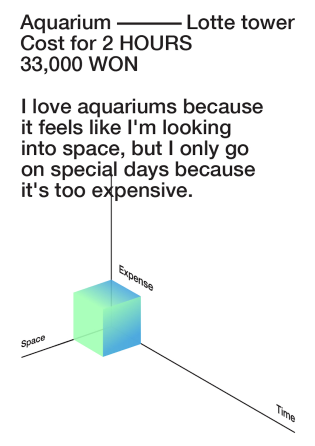 Aquarium ——— Lotte tower
Cost for 2 HOURS
33,000 WON
I love aquariums because
it feels like I'm looking
into space, but I only go
on special days because
it's too expensive.
Expense
Space
Time